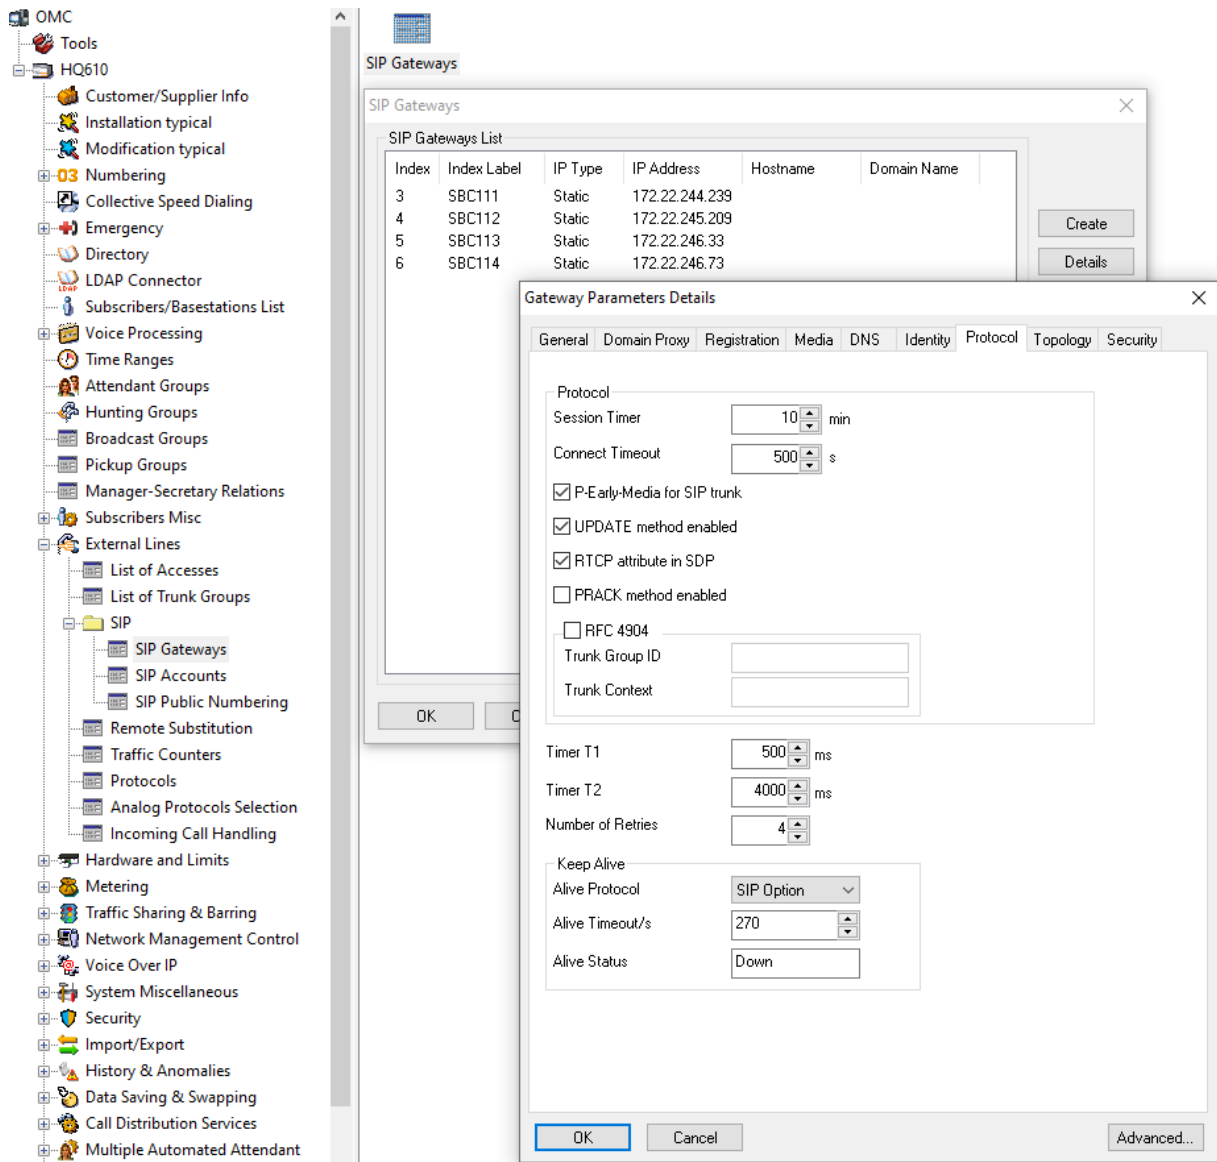 OMC
Tools
HQ610
Customer/Supplier Info
Installation typical
Modification typical
Numbering
Collective Speed Dialing
Emergency
Directory
LDAP Connector
Subscribers/Basestations List
Voice Processing
Time Ranges
Attendant Groups
Hunting Groups
Broadcast Groups
Pickup Groups
Manager-Secretary Relations
Subscribers Misc
External Lines
List of Accesses
List of Trunk Groups
SIP
SIP Gateways
SIP Accounts
SIP Public Numbering
Remote Substitution
Traffic Counters
Protocols
Analog Protocols Selection
Incoming Call Handling
Hardware and Limits
Metering
Traffic Sharing & Barring
Network Management Control
Voice Over IP
System Miscellaneous
Security
Import/Export
History & Anomalies
Data Saving & Swapping
Call Distribution Services
Multiple Automated Attendant
SIP Gateways
SIP Gateways
SIP Gateways List
Index Index Label IP Type IP Address Hostname Domain Name
3 SBC111 Static 172.22.244.239
4 SBC112 Static 172.22.245.209
5 SBC113 Static 172.22.246.33
6 SBC114 Static 172.22.246.73
Create
Details
OK
Gateway Parameters Details
General Domain Proxy Registration Media DNS Identity Protocol Topology Security
Protocol
Session Timer 10 min
Connect Timeout 500 s
P-Early-Media for SIP trunk
UPDATE method enabled
RTCP attribute in SDP
PRACK method enabled
RFC 4904
Trunk Group ID
Trunk Context
Timer T1 500 ms
Timer T2 4000 ms
Number of Retries 4
Keep Alive
Alive Protocol SIP Option
Alive Timeout/s 270
Alive Status Down
OK Cancel Advanced...